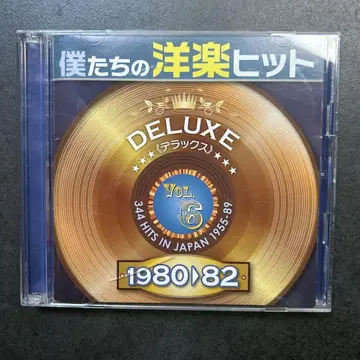 僕たちの洋楽ヒット
DELUXE
〈デラックス〉
VOL.
6
344 HITS IN JAPAN 1955-89
1980▶82